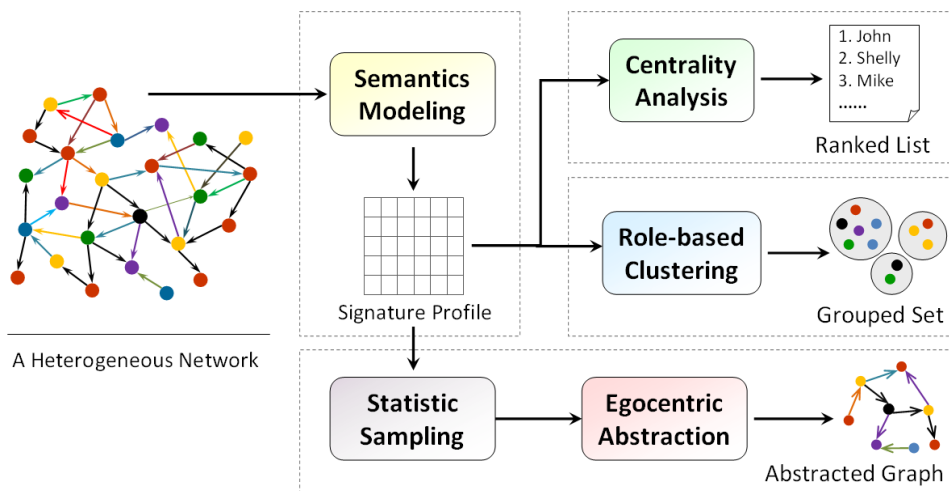 Semantics
Modeling
Signature Profile
A Heterogeneous Network
Centrality
Analysis
1. John
2. Shelly
3. Mike
......
Ranked List
Role-based
Clustering
Grouped Set
Statistic
Sampling
Egocentric
Abstraction
Abstracted Graph